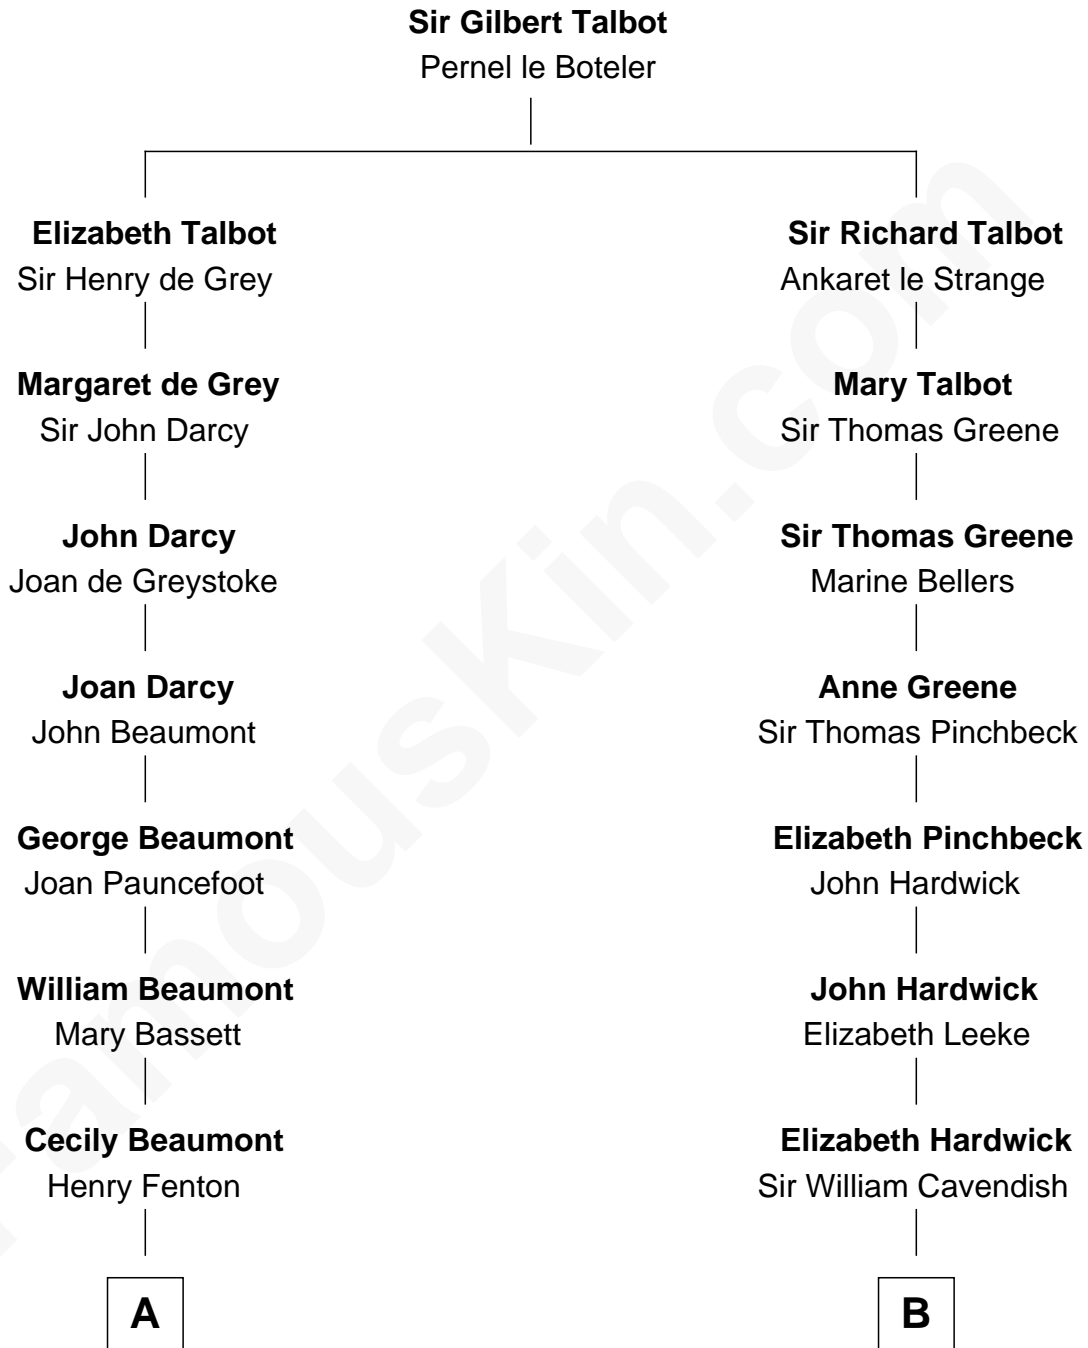 Sir Gilbert Talbot
Pernel le Boteler
Elizabeth Talbot
Sir Henry de Grey
Sir Richard Talbot
Ankaret le Strange
Margaret de Grey
Sir John Darcy
Mary Talbot
Sir Thomas Greene
John Darcy
Joan de Greystoke
Sir Thomas Greene
Marine Bellers
Joan Darcy
John Beaumont
Anne Greene
Sir Thomas Pinchbeck
George Beaumont
Joan Pauncefoot
Elizabeth Pinchbeck
John Hardwick
William Beaumont
Mary Bassett
John Hardwick
Elizabeth Leeke
Cecily Beaumont
Henry Fenton
Elizabeth Hardwick
Sir William Cavendish
A
B
FamousKin.com